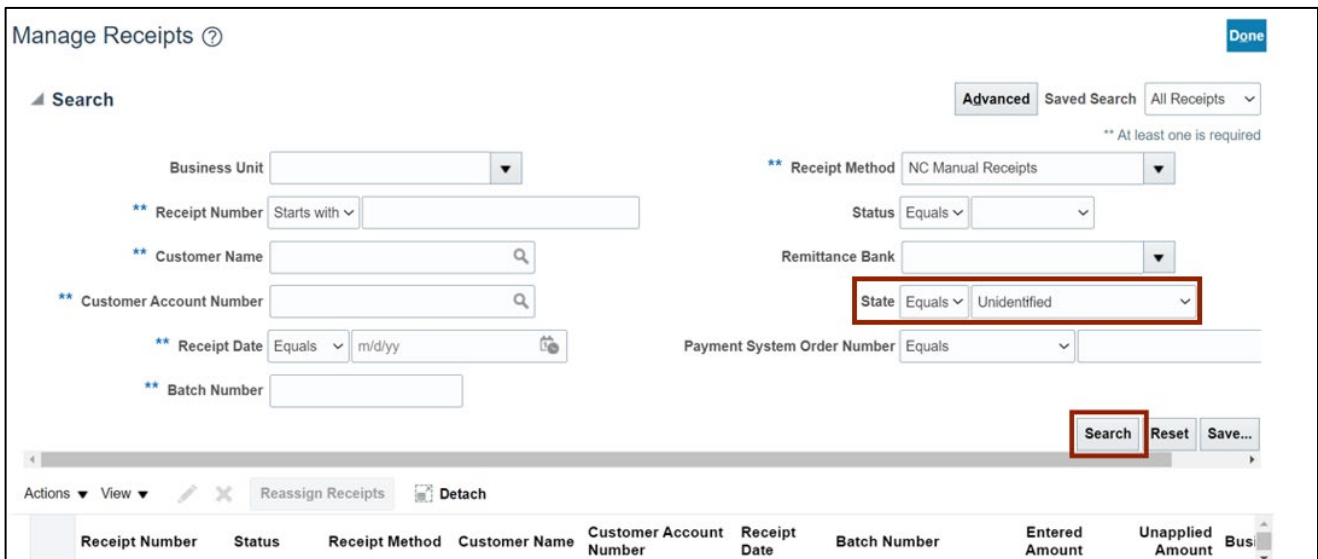 Manage Receipts ?
Done
Search
Advanced Saved Search All Receipts
** At least one is required
Business Unit
** Receipt Method NC Manual Receipts
** Receipt Number Starts with
Status Equals
** Customer Name
Remittance Bank
** Customer Account Number
State Equals Unidentified
** Receipt Date Equals m/d/yy
Payment System Order Number Equals
** Batch Number
Search Reset Save...
Actions View Reassign Receipts Detach
Receipt Number Status Receipt Method Customer Name Customer Account Number Receipt Date Batch Number Entered Amount Unapplied Amount Busi